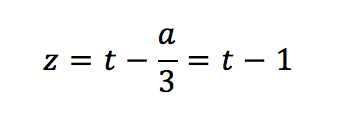 z = t − a/3 = t − 1